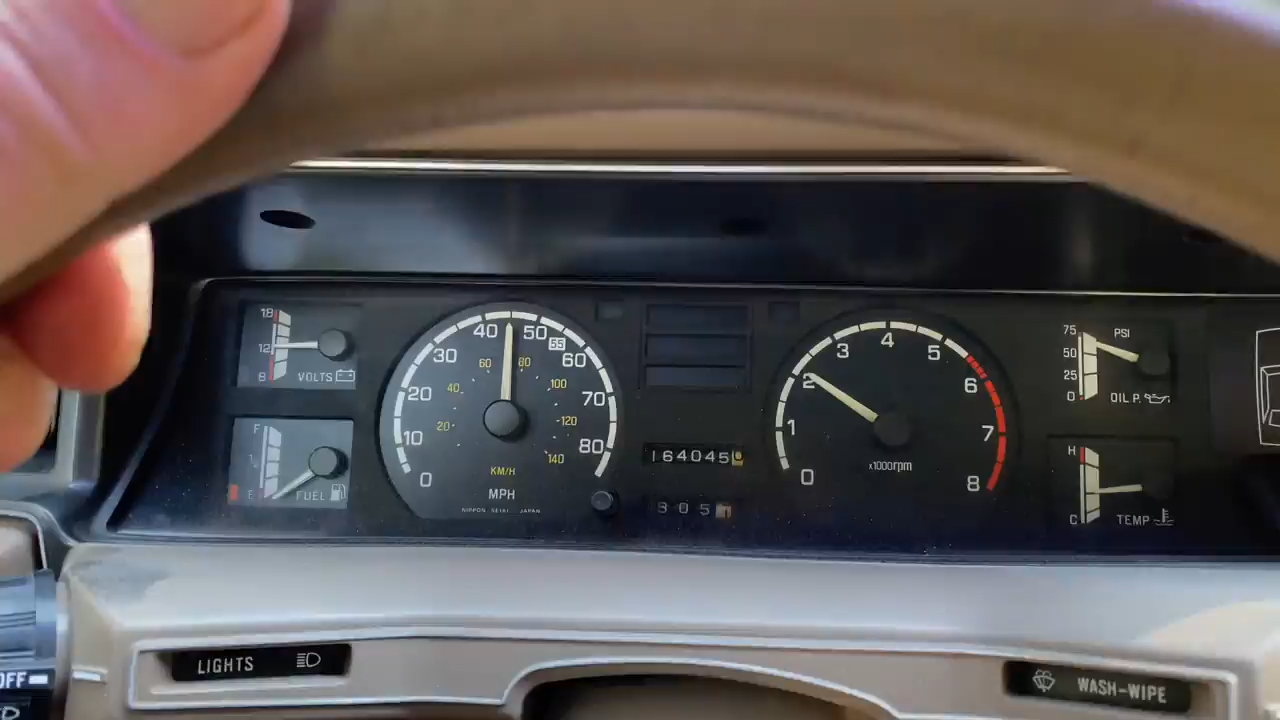 18
12
8
VOLTS
F
E
FUEL
0
10
20
30
40
50
55
60
70
80
20
40
60
80
100
120
140
KM/H
MPH
NIPPON SEIKI JAPAN
164045
305
0
1
2
3
4
5
6
7
8
x1000rpm
75
50
25
0
PSI
OIL P.
H
C
TEMP
LIGHTS
OFF
WASH-WIPE